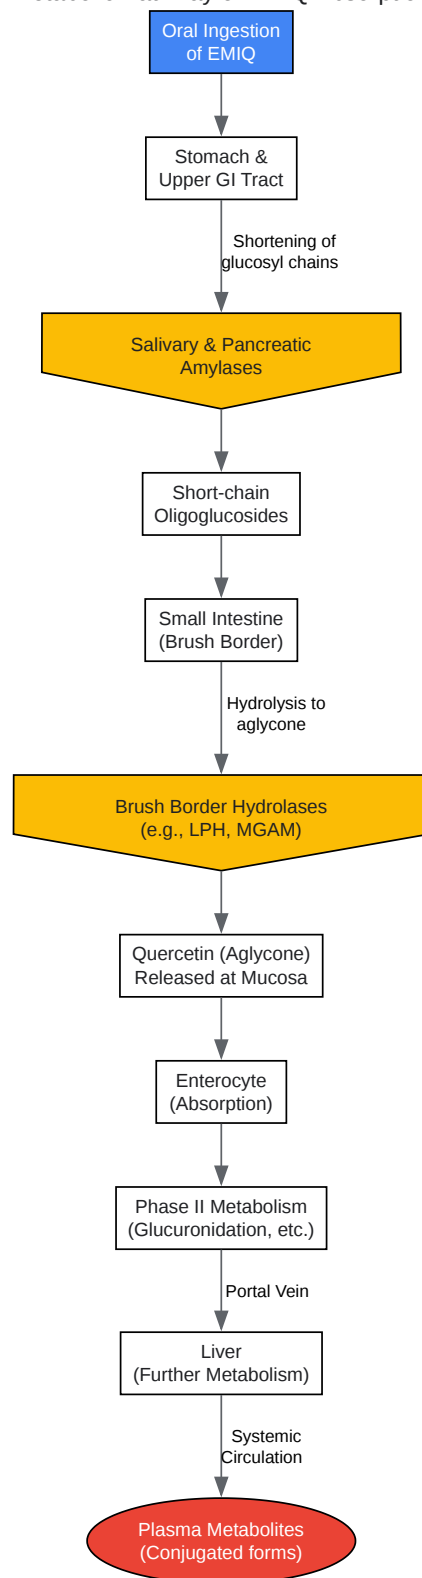 Oral Ingestion
of EMIQ
Stomach &
Upper GI Tract
Shortening of
glucosyl chains
Salivary & Pancreatic
Amylases
Short-chain
Oligoglucosides
Small Intestine
(Brush Border)
Hydrolysis to
aglycone
Brush Border Hydrolases
(e.g., LPH, MGAM)
Quercetin (Aglycone)
Released at Mucosa
Enterocyte
(Absorption)
Phase II Metabolism
(Glucuronidation, etc.)
Portal Vein
Liver
(Further Metabolism)
Systemic
Circulation
Plasma Metabolites
(Conjugated forms)